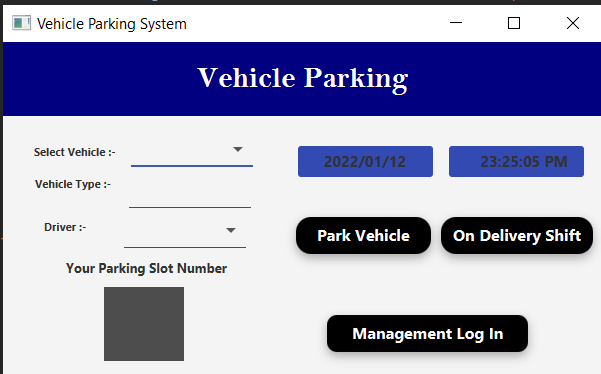 Vehicle Parking System
Vehicle Parking
Select Vehicle :-
2022/01/12
23:25:05 PM
Vehicle Type :-
Driver :-
Park Vehicle
On Delivery Shift
Your Parking Slot Number
Management Log In